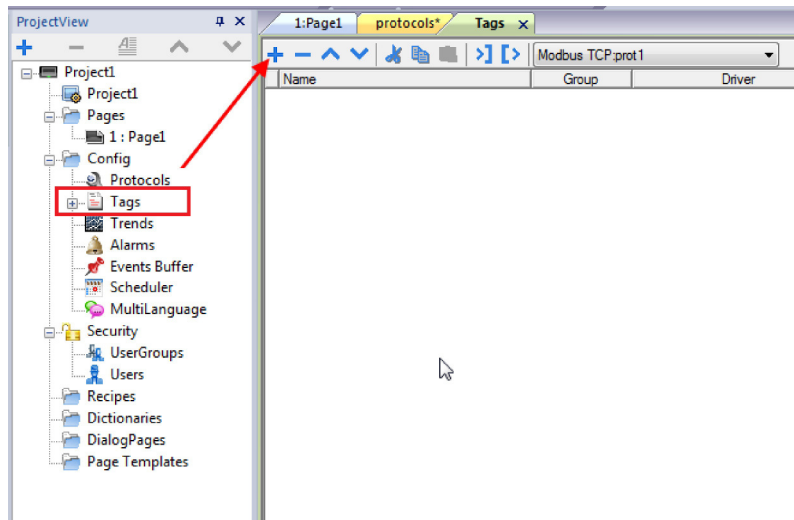 ProjectView
Project1
Project1
Pages
1 : Page1
Config
Protocols
Tags
Trends
Alarms
Events Buffer
Scheduler
MultiLanguage
Security
UserGroups
Users
Recipes
Dictionaries
DialogPages
Page Templates
1:Page1 protocols* Tags
Modbus TCP:prot1
Name Group Driver